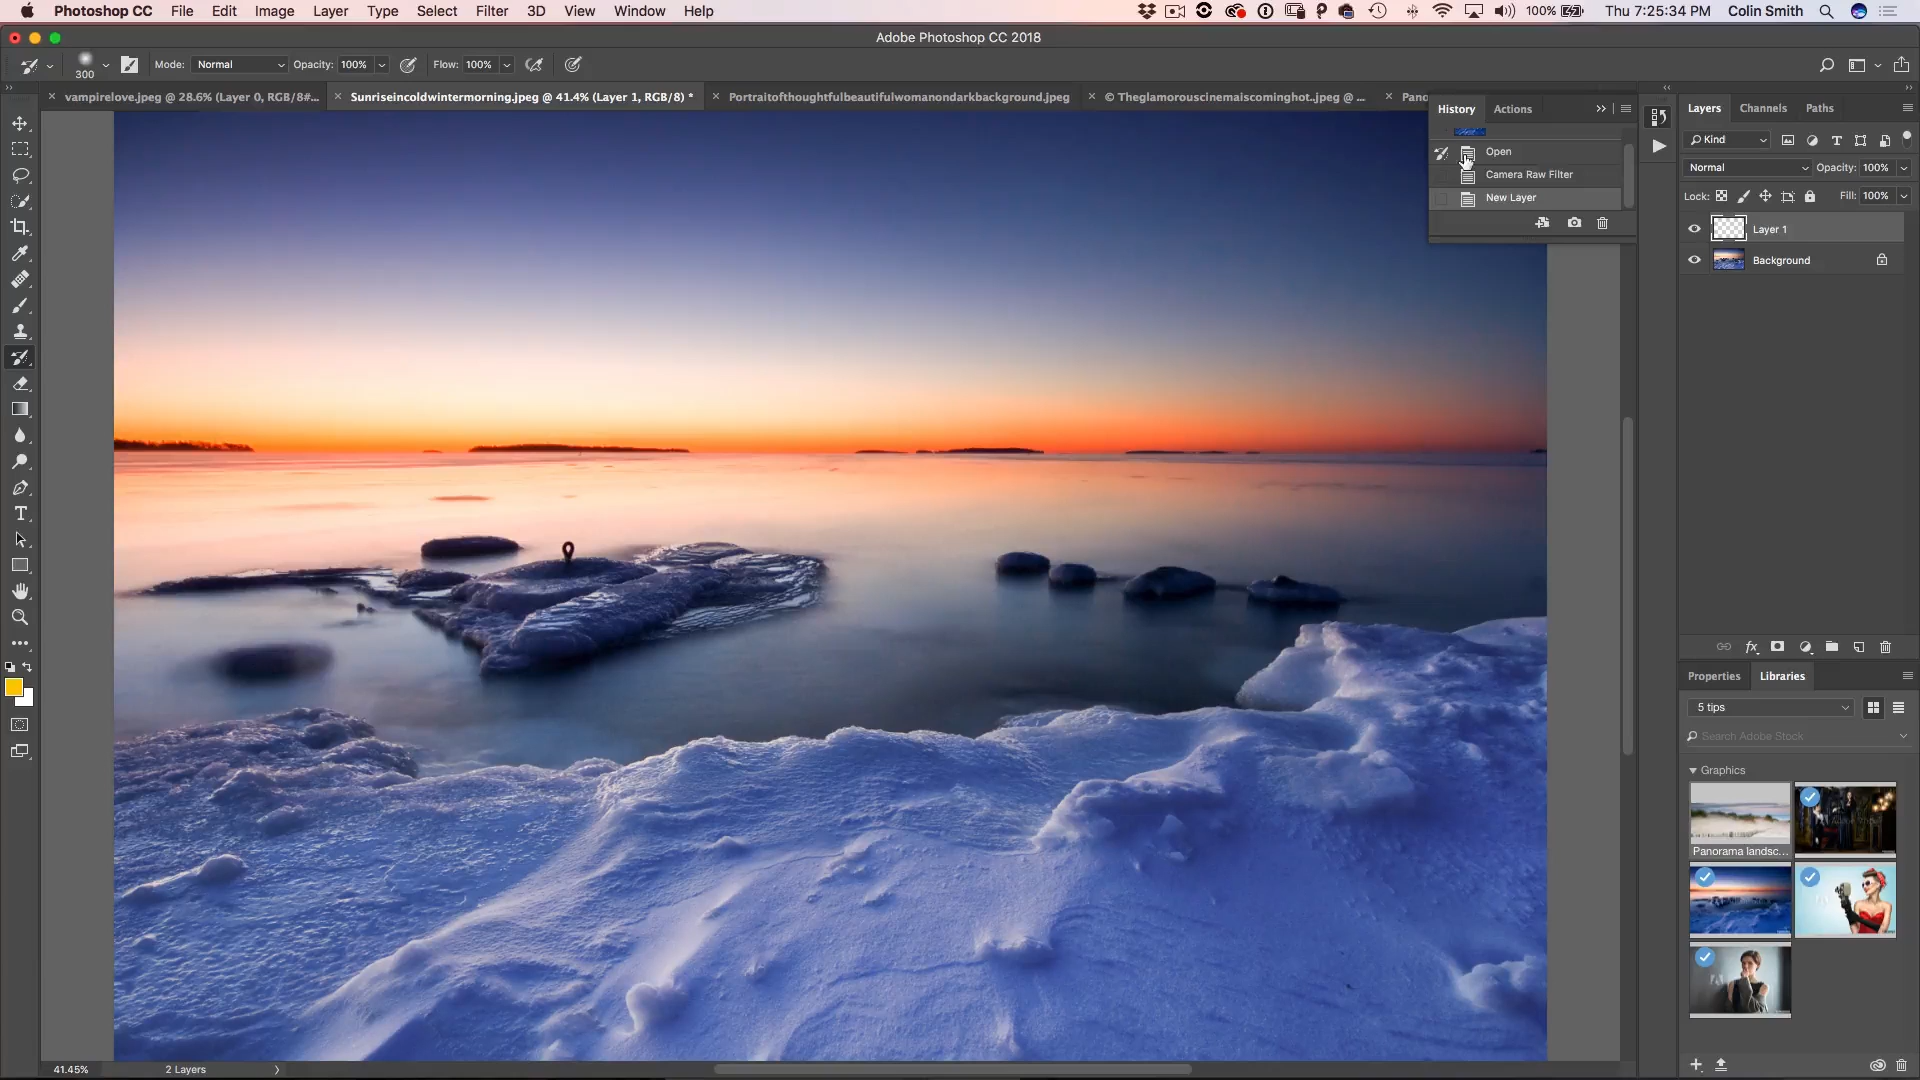 Photoshop CC File Edit Image Layer Type Select Filter 3D View Window Help 100% Thu 7:25:34 PM Colin Smith
Adobe Photoshop CC 2018
300 Mode: Normal Opacity: 100% Flow: 100%
vampirelove.jpeg @ 28.6% (Layer 0, RGB/8#... Sunriseincoldwintermorning.jpeg @ 41.4% (Layer 1, RGB/8) * Portraitofthoughtfulbeautifulwomanondarkbackground.jpeg © Theglamorouscinemaiscominghot..jpeg @ ... Pano
History Actions
Open
Camera Raw Filter
New Layer
Layers Channels Paths
Kind
Normal Opacity: 100%
Lock: Fill: 100%
Layer 1
Background
fx
Properties Libraries
5 tips
Search Adobe Stock
Graphics
Panorama landsc...
41.45% 2 Layers